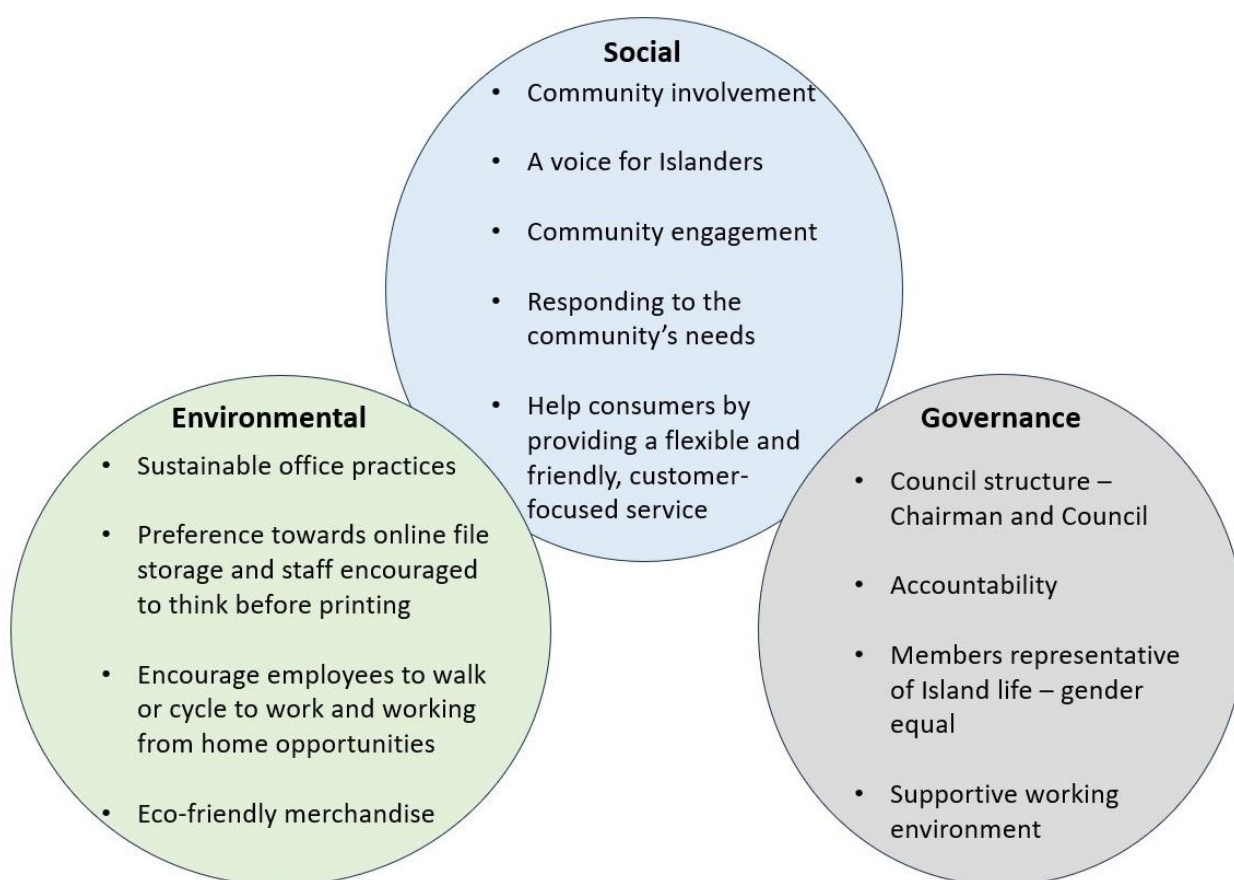 Social
• Community involvement
• A voice for Islanders
• Community engagement
• Responding to the
community’s needs
• Help consumers by
providing a flexible and
friendly, customer-
focused service
Environmental
• Sustainable office practices
• Preference towards online file
storage and staff encouraged
to think before printing
• Encourage employees to walk
or cycle to work and working
from home opportunities
• Eco-friendly merchandise
Governance
• Council structure –
Chairman and Council
• Accountability
• Members representative
of Island life – gender
equal
• Supportive working
environment